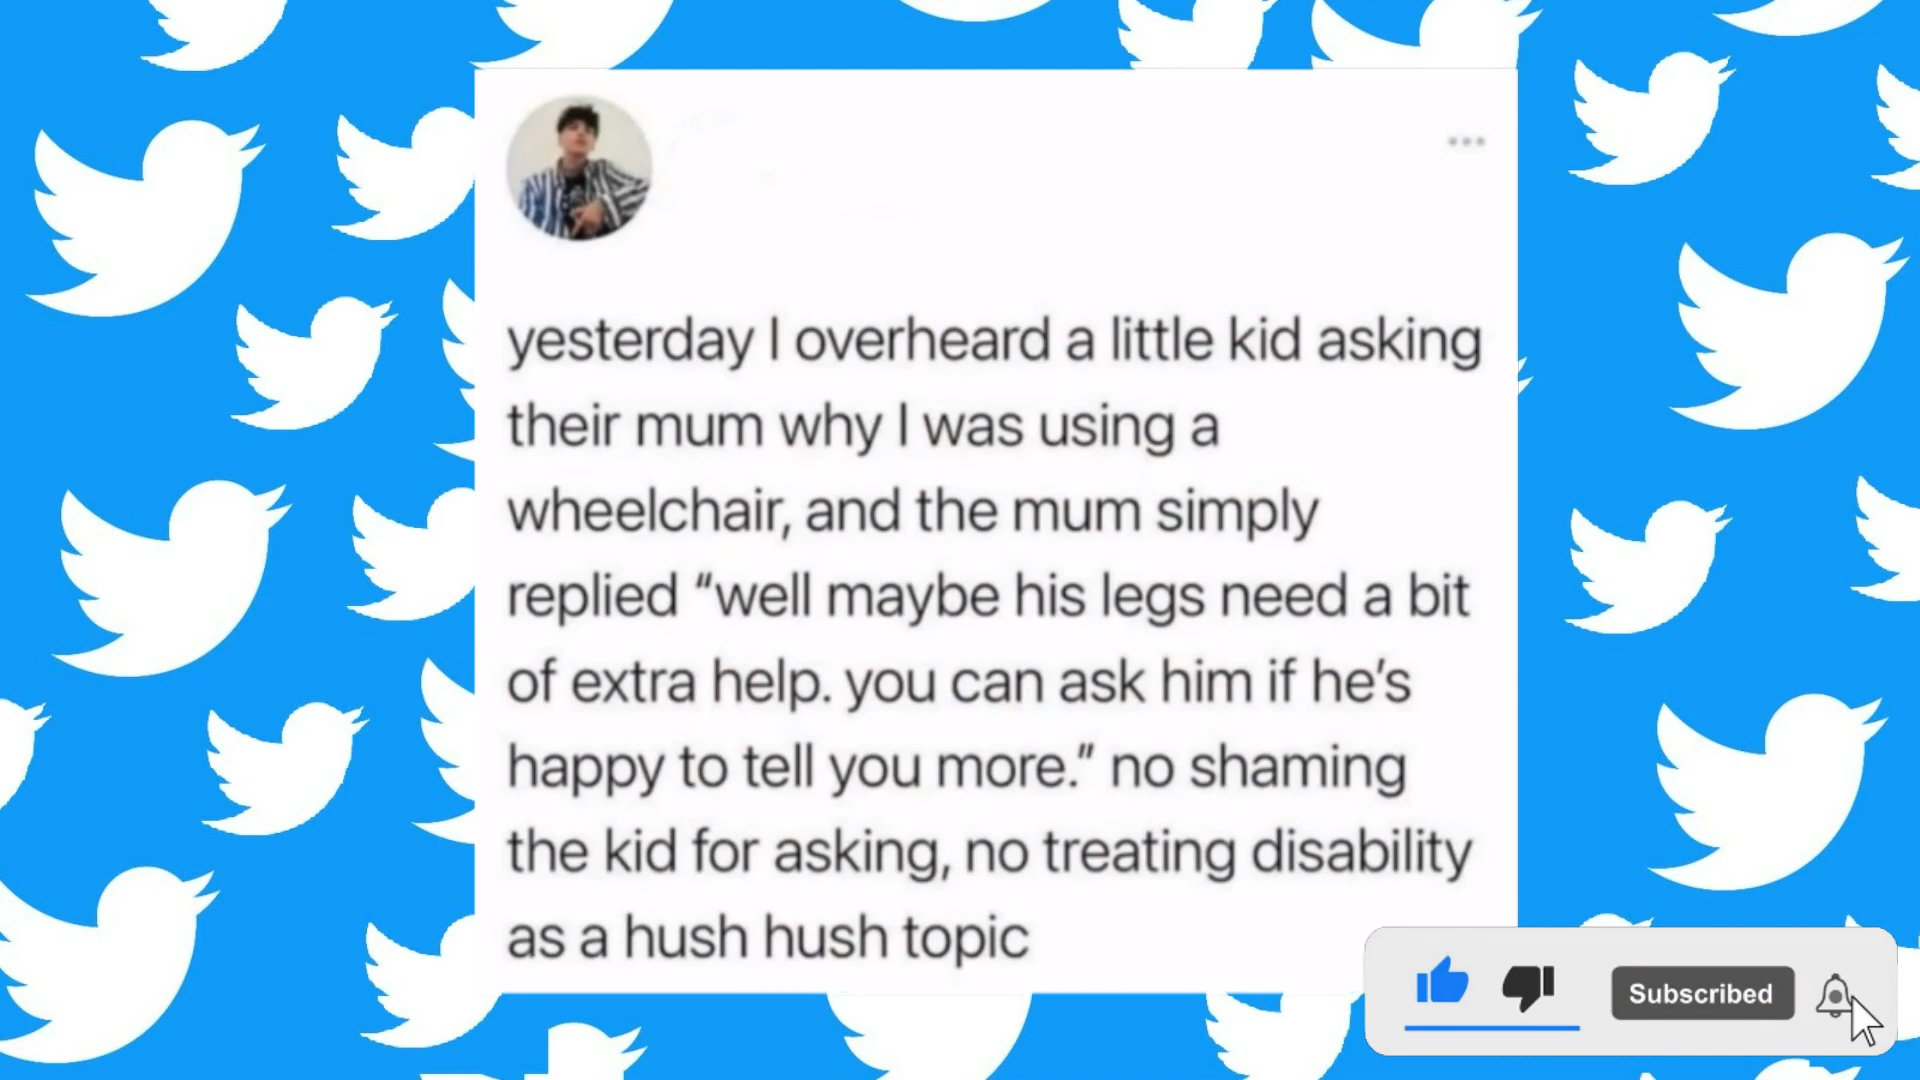 yesterday I overheard a little kid asking
their mum why I was using a
wheelchair, and the mum simply
replied “well maybe his legs need a bit
of extra help. you can ask him if he’s
happy to tell you more.” no shaming
the kid for asking, no treating disability
as a hush hush topic
Subscribed